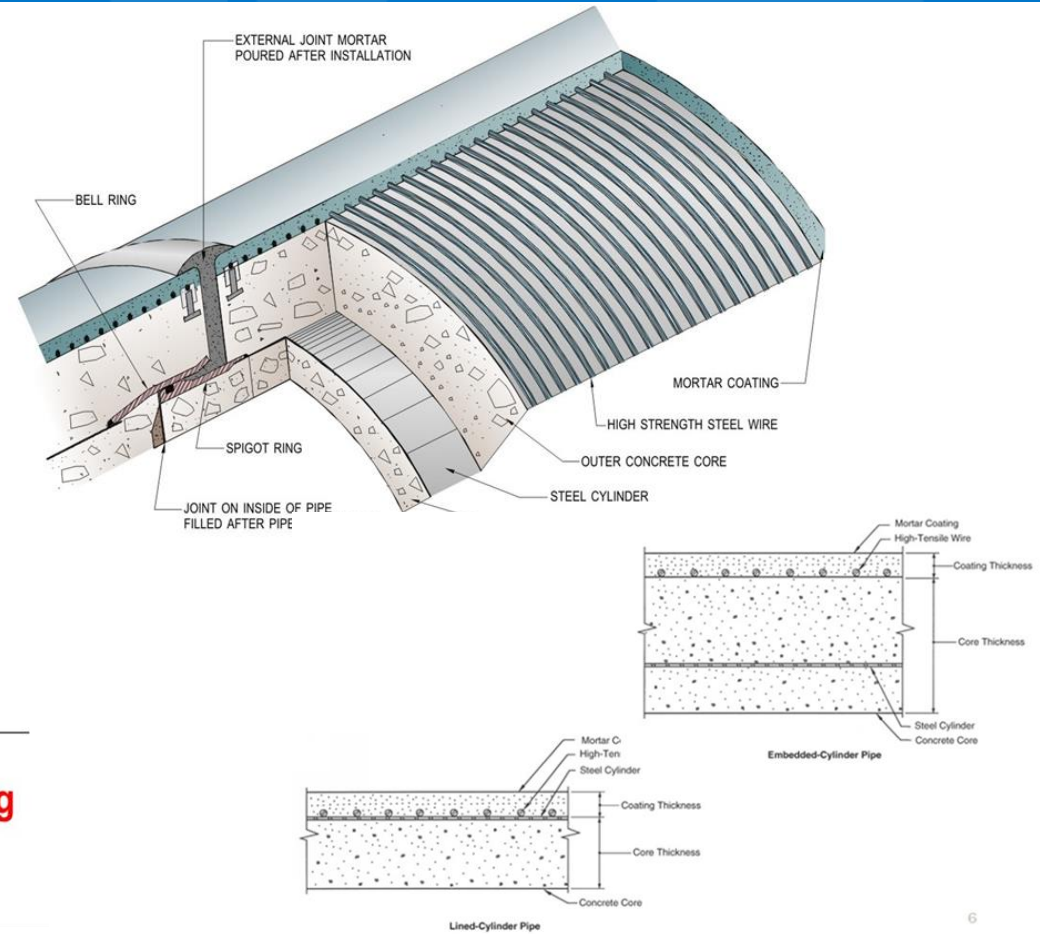 EXTERNAL JOINT MORTAR
POURED AFTER INSTALLATION
BELL RING
MORTAR COATING
HIGH STRENGTH STEEL WIRE
SPIGOT RING
OUTER CONCRETE CORE
STEEL CYLINDER
JOINT ON INSIDE OF PIPE
FILLED AFTER PIPE
Mortar Coating
High-Tensile Wire
Coating Thickness
Core Thickness
Steel Cylinder
Concrete Core
Embedded-Cylinder Pipe
Mortar C
High-Ten
Steel Cylinder
g
Coating Thickness
Core Thickness
Concrete Core
Lined-Cylinder Pipe
6